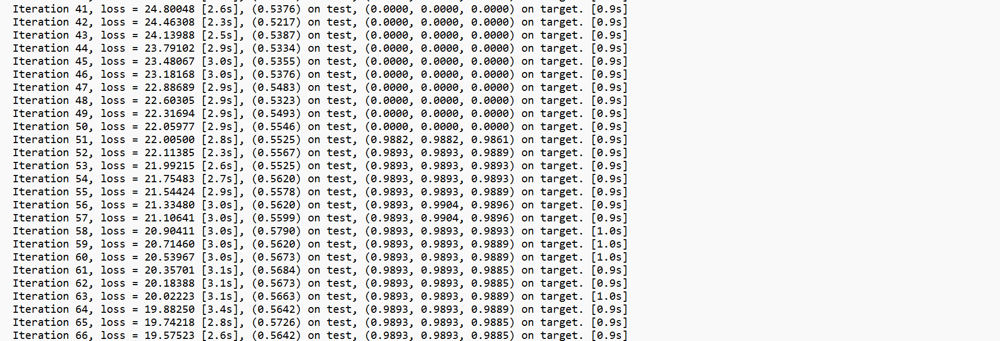 Iteration 41, loss = 24.80048 [2.6s], (0.5376) on test, (0.0000, 0.0000, 0.0000) on target. [0.9s]
Iteration 42, loss = 24.46308 [2.3s], (0.5217) on test, (0.0000, 0.0000, 0.0000) on target. [0.9s]
Iteration 43, loss = 24.13988 [2.5s], (0.5387) on test, (0.0000, 0.0000, 0.0000) on target. [0.9s]
Iteration 44, loss = 23.79102 [2.9s], (0.5334) on test, (0.0000, 0.0000, 0.0000) on target. [0.9s]
Iteration 45, loss = 23.48067 [3.0s], (0.5355) on test, (0.0000, 0.0000, 0.0000) on target. [0.9s]
Iteration 46, loss = 23.18168 [3.0s], (0.5376) on test, (0.0000, 0.0000, 0.0000) on target. [0.9s]
Iteration 47, loss = 22.88689 [2.9s], (0.5483) on test, (0.0000, 0.0000, 0.0000) on target. [0.9s]
Iteration 48, loss = 22.60305 [2.9s], (0.5323) on test, (0.0000, 0.0000, 0.0000) on target. [0.9s]
Iteration 49, loss = 22.31694 [2.9s], (0.5493) on test, (0.0000, 0.0000, 0.0000) on target. [0.9s]
Iteration 50, loss = 22.05977 [2.9s], (0.5546) on test, (0.0000, 0.0000, 0.0000) on target. [0.9s]
Iteration 51, loss = 22.00500 [2.8s], (0.5525) on test, (0.9882, 0.9882, 0.9861) on target. [0.9s]
Iteration 52, loss = 22.11385 [2.3s], (0.5567) on test, (0.9893, 0.9893, 0.9889) on target. [0.9s]
Iteration 53, loss = 21.99215 [2.6s], (0.5525) on test, (0.9893, 0.9893, 0.9893) on target. [0.9s]
Iteration 54, loss = 21.75483 [2.7s], (0.5620) on test, (0.9893, 0.9893, 0.9893) on target. [0.9s]
Iteration 55, loss = 21.54424 [2.9s], (0.5578) on test, (0.9893, 0.9893, 0.9889) on target. [0.9s]
Iteration 56, loss = 21.33480 [3.0s], (0.5620) on test, (0.9893, 0.9904, 0.9896) on target. [0.9s]
Iteration 57, loss = 21.10641 [3.0s], (0.5599) on test, (0.9893, 0.9904, 0.9896) on target. [0.9s]
Iteration 58, loss = 20.90411 [3.0s], (0.5790) on test, (0.9893, 0.9893, 0.9893) on target. [1.0s]
Iteration 59, loss = 20.71460 [3.0s], (0.5620) on test, (0.9893, 0.9893, 0.9889) on target. [1.0s]
Iteration 60, loss = 20.53967 [3.0s], (0.5673) on test, (0.9893, 0.9893, 0.9889) on target. [1.0s]
Iteration 61, loss = 20.35701 [3.1s], (0.5684) on test, (0.9893, 0.9893, 0.9885) on target. [0.9s]
Iteration 62, loss = 20.18388 [3.1s], (0.5673) on test, (0.9893, 0.9893, 0.9885) on target. [0.9s]
Iteration 63, loss = 20.02223 [3.1s], (0.5663) on test, (0.9893, 0.9893, 0.9889) on target. [1.0s]
Iteration 64, loss = 19.88250 [3.4s], (0.5642) on test, (0.9893, 0.9893, 0.9889) on target. [0.9s]
Iteration 65, loss = 19.74218 [2.8s], (0.5726) on test, (0.9893, 0.9893, 0.9885) on target. [0.9s]
Iteration 66, loss = 19.57523 [2.6s], (0.5642) on test, (0.9893, 0.9893, 0.9885) on target. [0.9s]